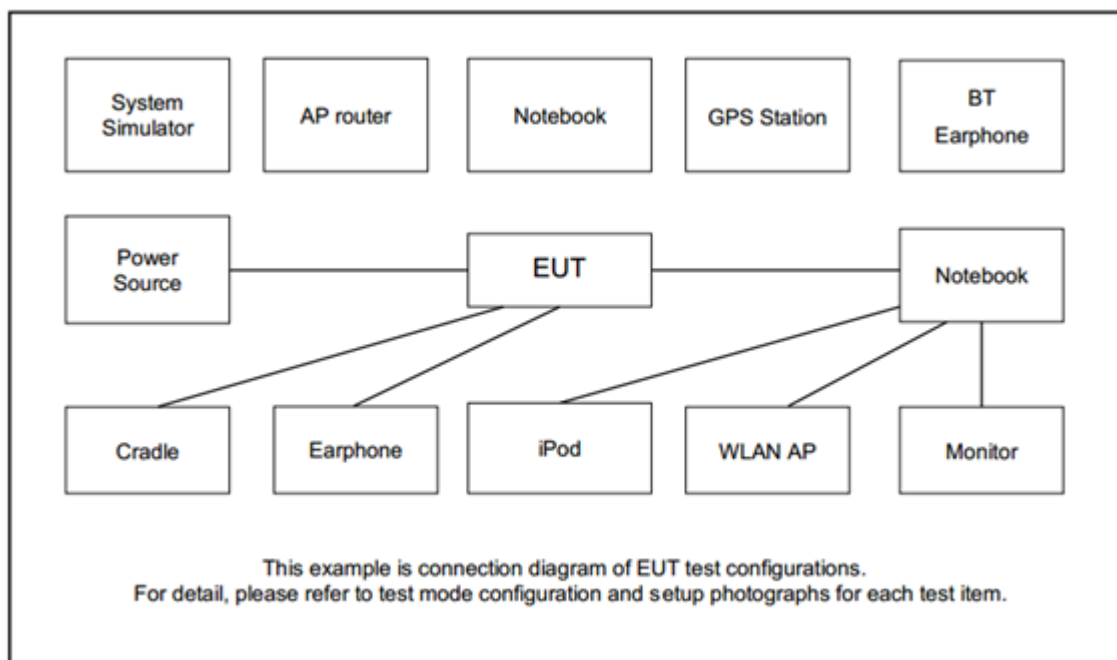 System
Simulator
AP router
Notebook
GPS Station
BT
Earphone
Power
Source
EUT
Notebook
Cradle
Earphone
iPod
WLAN AP
Monitor
This example is connection diagram of EUT test configurations.
For detail, please refer to test mode configuration and setup photographs for each test item.